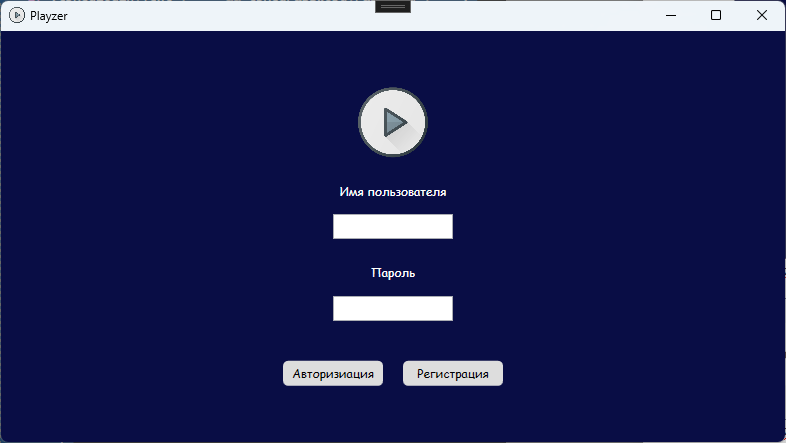 Playzer
Имя пользователя
Пароль
Авторизиация Регистрация